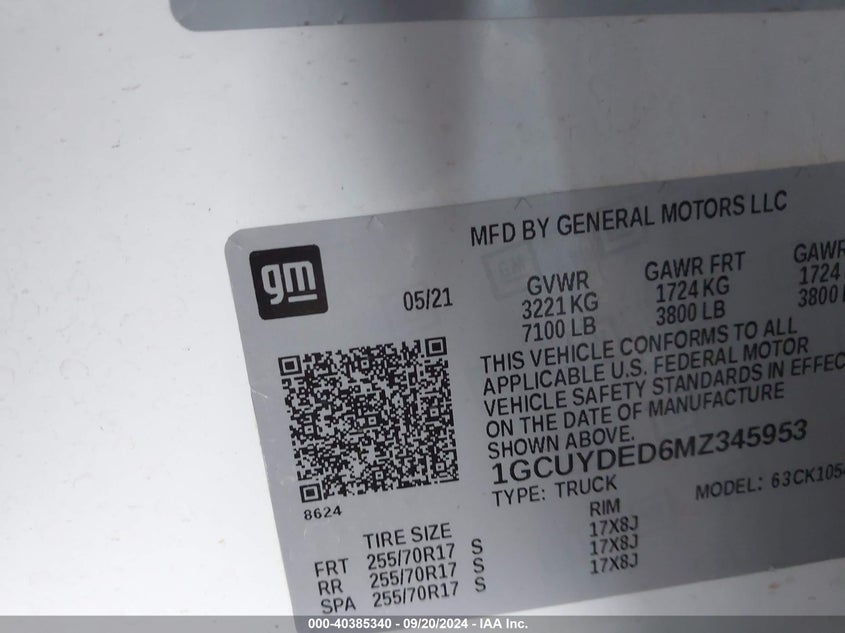 MFD BY GENERAL MOTORS LLC
gm
05/21
GVWR GAWR FRT GAWR
3221 KG 1724 KG 1724
7100 LB 3800 LB 3800
THIS VEHICLE CONFORMS TO ALL
APPLICABLE U.S. FEDERAL MOTOR
VEHICLE SAFETY STANDARDS IN EFFEC
ON THE DATE OF MANUFACTURE
SHOWN ABOVE.
1GCUYDED6MZ345953
TYPE: TRUCK MODEL: 63CK105
8624
TIRE SIZE RIM
FRT 255/70R17 S 17X8J
RR 255/70R17 S 17X8J
SPA 255/70R17 S 17X8J
000-40385340 - 09/20/2024 - IAA Inc.